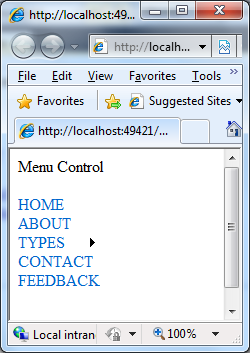 http://localhost:49...
http://localh...
File Edit View Favorites Tools »
Favorites Suggested Sites
http://localhost:49421/...
Menu Control
HOME
ABOUT
TYPES
CONTACT
FEEDBACK
Local intran 100%